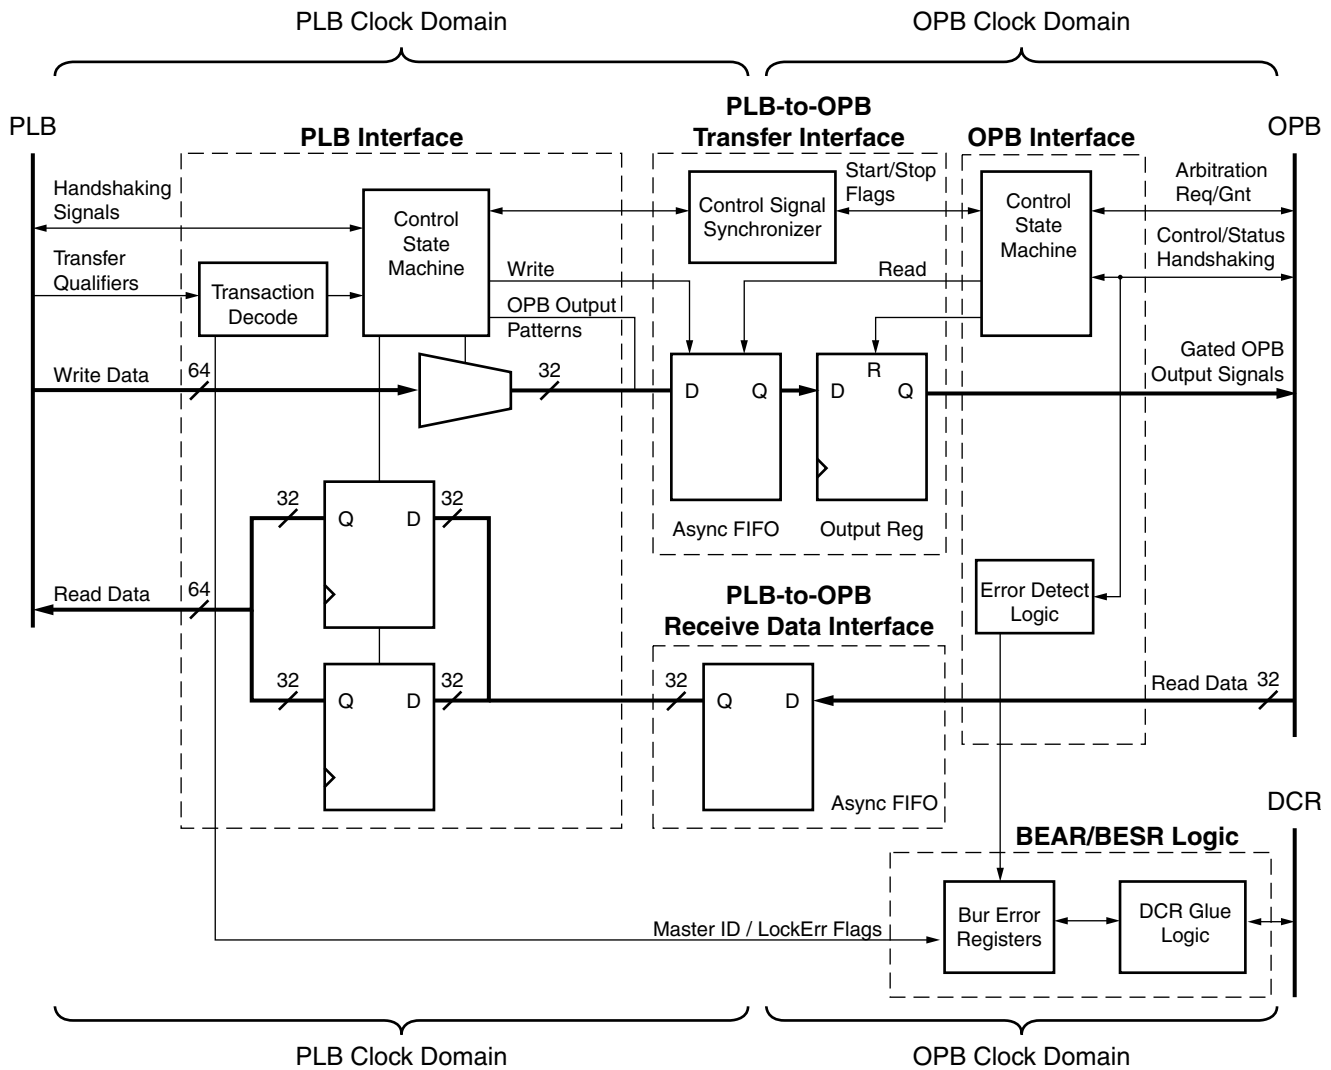 PLB Clock Domain
OPB Clock Domain
PLB
PLB Interface
PLB-to-OPB
Transfer Interface
OPB Interface
OPB
Handshaking
Signals
Transfer
Qualifiers
Transaction
Decode
Control
State
Machine
Write
OPB Output
Patterns
Control Signal
Synchronizer
Start/Stop
Flags
Read
Control
State
Machine
Arbitration
Req/Gnt
Control/Status
Handshaking
Write Data
64
32
D
Q
D
R
Q
Gated OPB
Output Signals
Async FIFO
Output Reg
32
Q
D
32
Read Data
64
32
Q
D
32
PLB-to-OPB
Receive Data Interface
32
Q
D
Async FIFO
Error Detect
Logic
Read Data
32
DCR
BEAR/BESR Logic
Master ID / LockErr Flags
Bur Error
Registers
DCR Glue
Logic
PLB Clock Domain
OPB Clock Domain